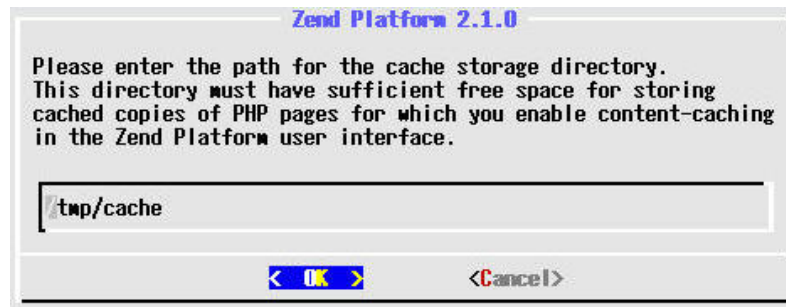 Zend Platform 2.1.0
Please enter the path for the cache storage directory.
This directory must have sufficient free space for storing
cached copies of PHP pages for which you enable content-caching
in the Zend Platform user interface.
/tmp/cache
< OK > <Cancel>